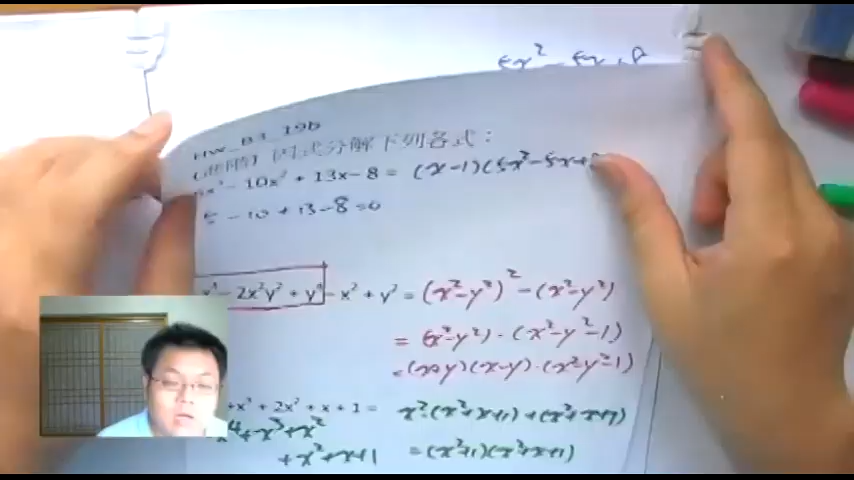 5x² - 5x + 8
HW_B3_19b
因式分解下列各式：
5x³ - 10x² + 13x - 8 = (x-1)(5x²-5x+
5 - 10 + 13 - 8 = 0
x⁴ - 2x²y² + y⁴ - x² + y² = (x²-y²)² - (x²-y²)
= (x²-y²)·(x²-y²-1)
= (x+y)(x-y)·(x²-y²-1)
+x³ + 2x² + x + 1 = x²·(x²+x+1) + (x²+x+1)
x⁴+x³+x²
+x²+x+1 = (x²+1)(x²+x+1)